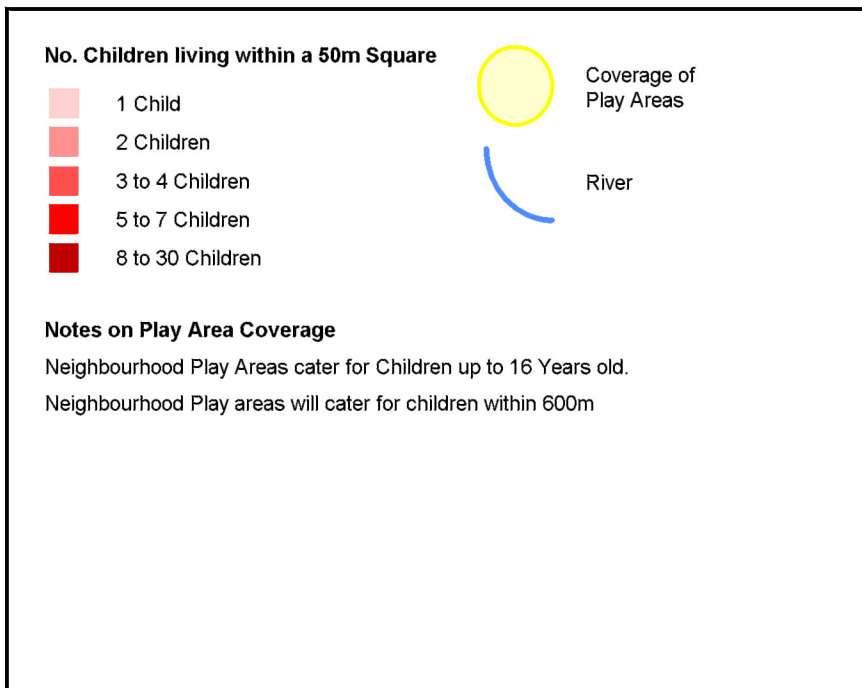 No. Children living within a 50m Square
1 Child
2 Children
3 to 4 Children
5 to 7 Children
8 to 30 Children
Coverage of
Play Areas
River
Notes on Play Area Coverage
Neighbourhood Play Areas cater for Children up to 16 Years old.
Neighbourhood Play areas will cater for children within 600m